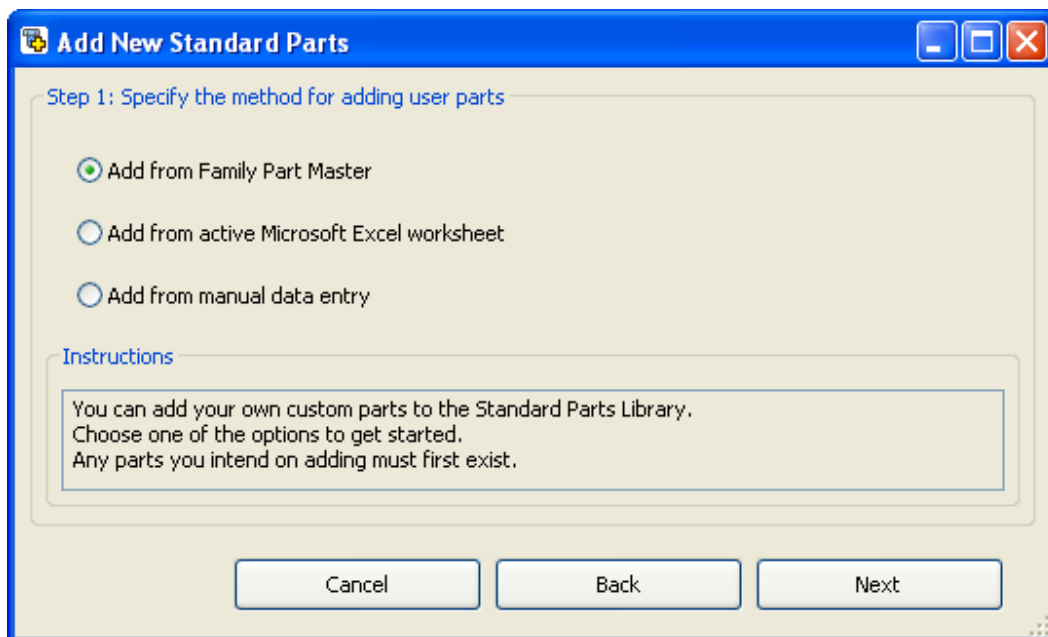 Add New Standard Parts
Step 1: Specify the method for adding user parts
Add from Family Part Master
Add from active Microsoft Excel worksheet
Add from manual data entry
Instructions
You can add your own custom parts to the Standard Parts Library.
Choose one of the options to get started.
Any parts you intend on adding must first exist.
Cancel Back Next